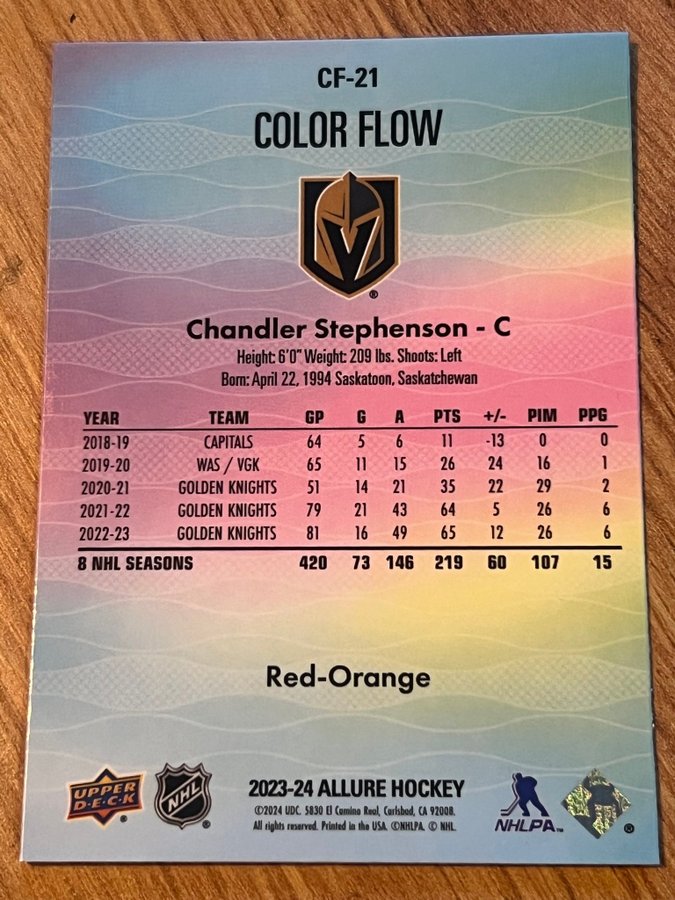 CF-21
COLOR FLOW
®
Chandler Stephenson - C
Height: 6'0" Weight: 209 lbs. Shoots: Left
Born: April 22, 1994 Saskatoon, Saskatchewan
YEAR TEAM GP G A PTS +/- PIM PPG
2018-19 CAPITALS 64 5 6 11 -13 0 0
2019-20 WAS / VGK 65 11 15 26 24 16 1
2020-21 GOLDEN KNIGHTS 51 14 21 35 22 29 2
2021-22 GOLDEN KNIGHTS 79 21 43 64 5 26 6
2022-23 GOLDEN KNIGHTS 81 16 49 65 12 26 6
8 NHL SEASONS 420 73 146 219 60 107 15
Red-Orange
UPPER DECK ® NHL ® 2023-24 ALLURE HOCKEY NHLPA™ ®
©2024 UDC. 5830 El Camino Real, Carlsbad, CA 92008.
All rights reserved. Printed in the USA. ©NHLPA. © NHL.